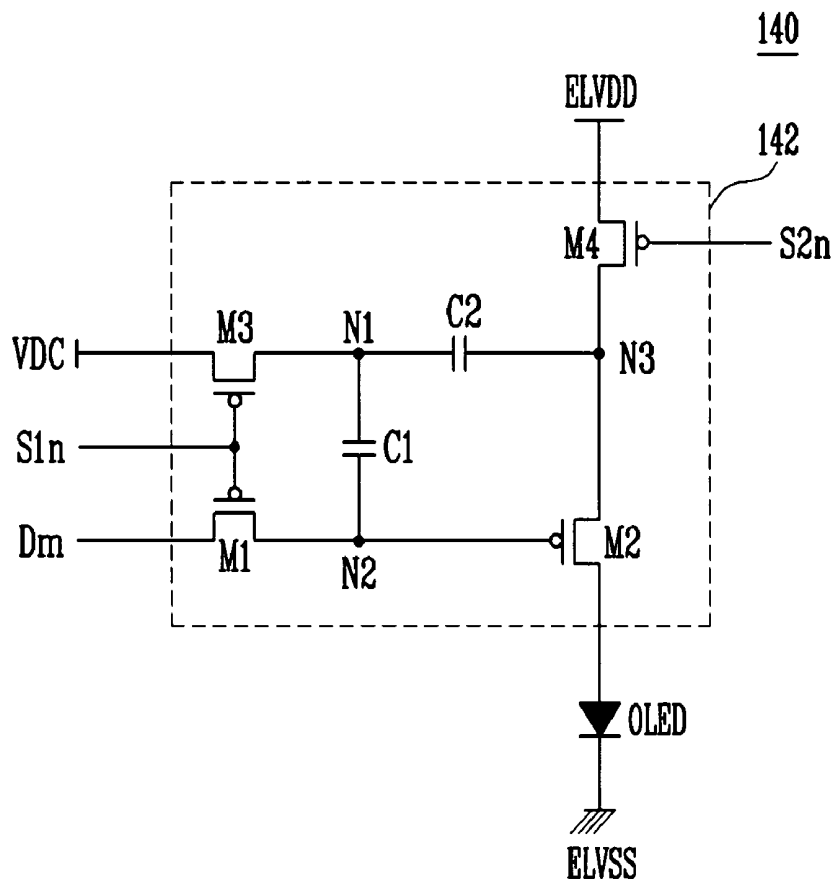 140
ELVDD
142
M4
S2n
M3
N1
C2
VDC
N3
S1n
C1
Dm
M1
N2
M2
OLED
ELVSS